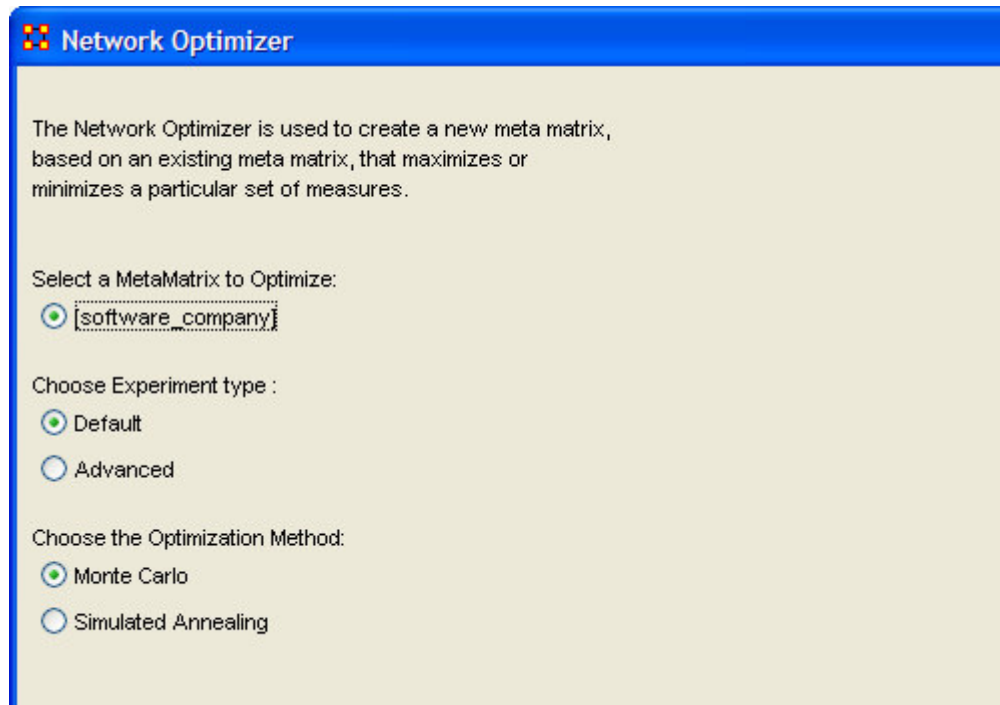 Network Optimizer
The Network Optimizer is used to create a new meta matrix,
based on an existing meta matrix, that maximizes or
minimizes a particular set of measures.
Select a MetaMatrix to Optimize:
[software_company]
Choose Experiment type :
Default
Advanced
Choose the Optimization Method:
Monte Carlo
Simulated Annealing